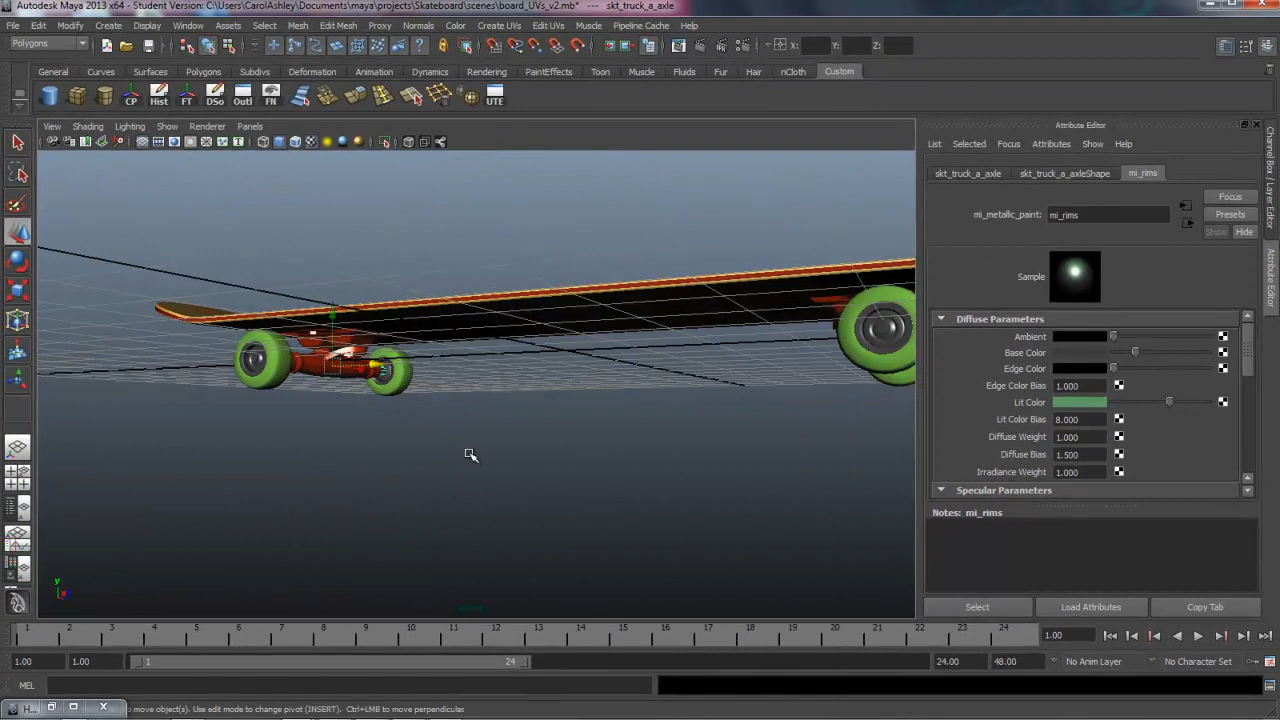 Autodesk Maya 2013 x64 - Student Version: C:\Users\CarolAshley\Documents\maya\projects\Skateboard\scenes\board_UVs_v2.mb* --- skt_truck_a_axle
File Edit Modify Create Display Window Assets Select Mesh Edit Mesh Proxy Normals Color Create UVs Edit UVs Muscle Pipeline Cache Help
Polygons X: Y: Z:
General Curves Surfaces Polygons Subdivs Deformation Animation Dynamics Rendering PaintEffects Toon Muscle Fluids Fur Hair nCloth Custom
CP Hist FT DSo Outl FN UTE
View Shading Lighting Show Renderer Panels
Attribute Editor
List Selected Focus Attributes Show Help
skt_truck_a_axle skt_truck_a_axleShape mi_rims
Focus
mi_metallic_paint: mi_rims Presets
Show Hide
Sample
Diffuse Parameters
Ambient
Base Color
Edge Color
Edge Color Bias 1.000
Lit Color
Lit Color Bias 8.000
Diffuse Weight 1.000
Diffuse Bias 1.500
Irradiance Weight 1.000
Specular Parameters
Notes: mi_rims
Select Load Attributes Copy Tab
Channel Box / Layer Editor
Attribute Editor
y
x
1 2 3 4 5 6 7 8 9 10 11 12 13 14 15 16 17 18 19 20 21 22 23 24 1.00
1.00 1.00 1 24 24.00 48.00 No Anim Layer No Character Set
MEL
H... to move object(s). Use edit mode to change pivot (INSERT). Ctrl+LMB to move perpendicular.